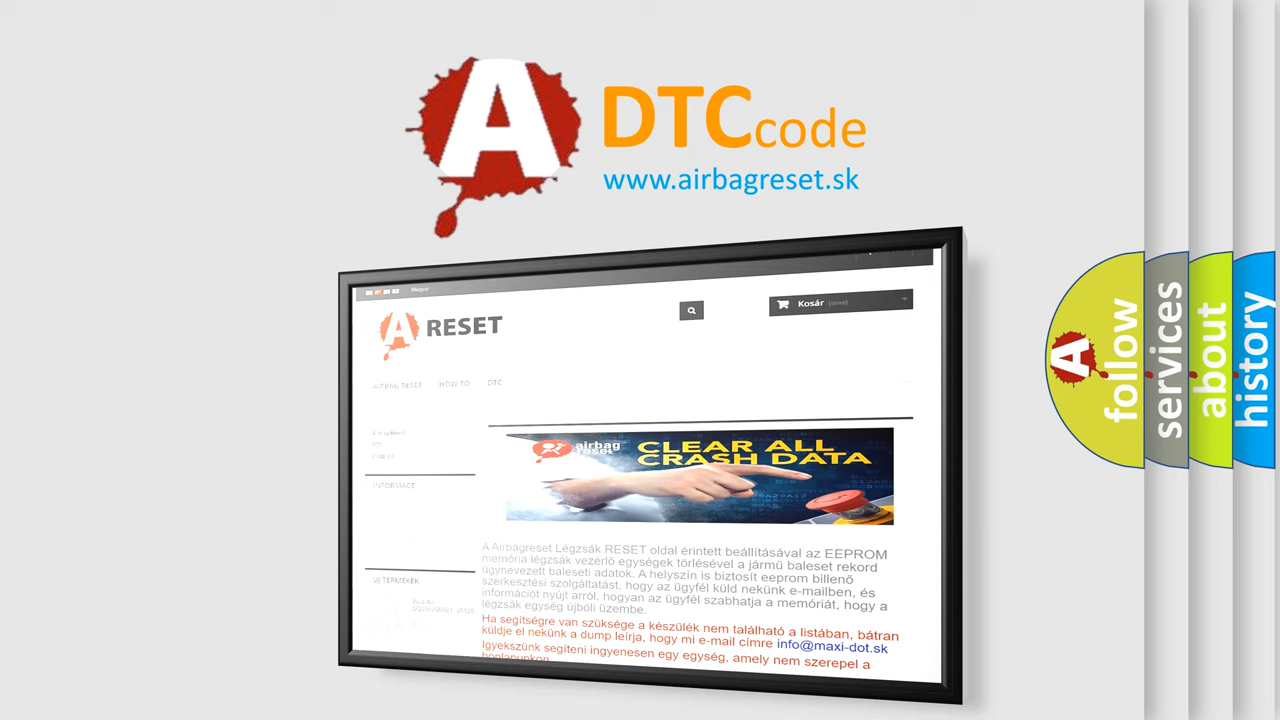 A DTC code
www.airbagreset.sk
Magyar
Kosár (üres)
A RESET
AIRBAG RESET HOW TO DTC
INFORMACE
ÚJ TERMÉKEK
airbag
reset
CLEAR ALL
CRASH DATA
A Airbagreset Légzsák RESET oldal érintett beállításával az EEPROM
memória légzsák vezérlő egységek törlésével a jármű baleset rekord
úgynevezett baleseti adatok. A helyszín is biztosít eeprom billenő
szerkesztési szolgáltatást, hogy az ügyfél küld nekünk e-mailben, és
információt nyújt arról, hogyan az ügyfél szabhatja a memóriát, hogy a
légzsák egység újbóli üzembe.
Ha segítségre van szüksége a készülék nem található a listában, bátran
küldje el nekünk a dump leírja, hogy mi e-mail címre info@maxi-dot.sk
Igyekszünk segíteni ingyenesen egy egység, amely nem szerepel a
honlapunkon
A follow
services
about
history